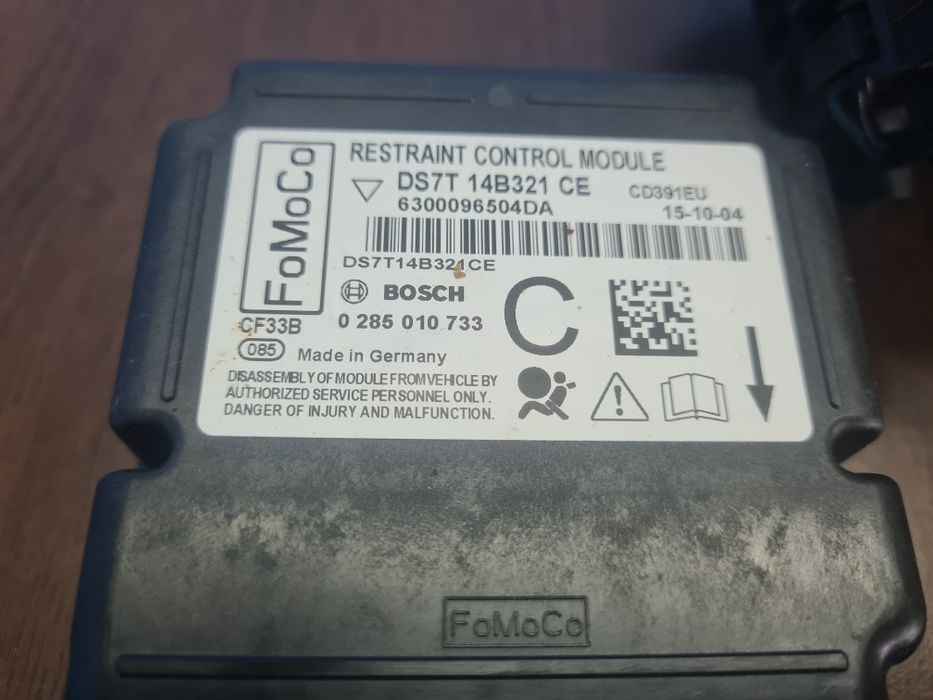 FoMoCo
RESTRAINT CONTROL MODULE
DS7T 14B321 CE
CD391EU
6300096504DA
15-10-04
DS7T14B321CE
BOSCH
0 285 010 733
C
CF33B
085
Made in Germany
DISASSEMBLY OF MODULE FROM VEHICLE BY
AUTHORIZED SERVICE PERSONNEL ONLY.
DANGER OF INJURY AND MALFUNCTION.
FoMoCo